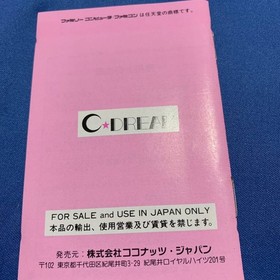 ファミリーコンピュータ ファミコン は任天堂の商標です。
C★DREAM
FOR SALE and USE IN JAPAN ONLY
本品の輸出、使用営業及び賃貸を禁じます。
発売元：株式会社ココナッツ・ジャパン
〒102 東京都千代田区紀尾井町3-29 紀尾井ロイヤルハイツ201号